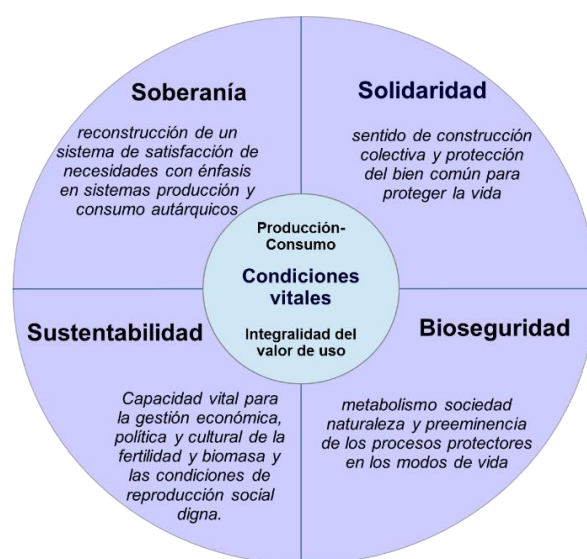 Soberanía
reconstrucción de un
sistema de satisfacción de
necesidades con énfasis
en sistemas producción y
consumo autárquicos
Solidaridad
sentido de construcción
colectiva y protección
del bien común para
proteger la vida
Producción-
Consumo
Condiciones
vitales
Integralidad del
valor de uso
Sustentabilidad
Capacidad vital para
la gestión económica,
política y cultural de la
fertilidad y biomasa y
las condiciones de
reproducción social
digna.
Bioseguridad
metabolismo sociedad
naturaleza y preeminencia
de los procesos protectores
en los modos de vida